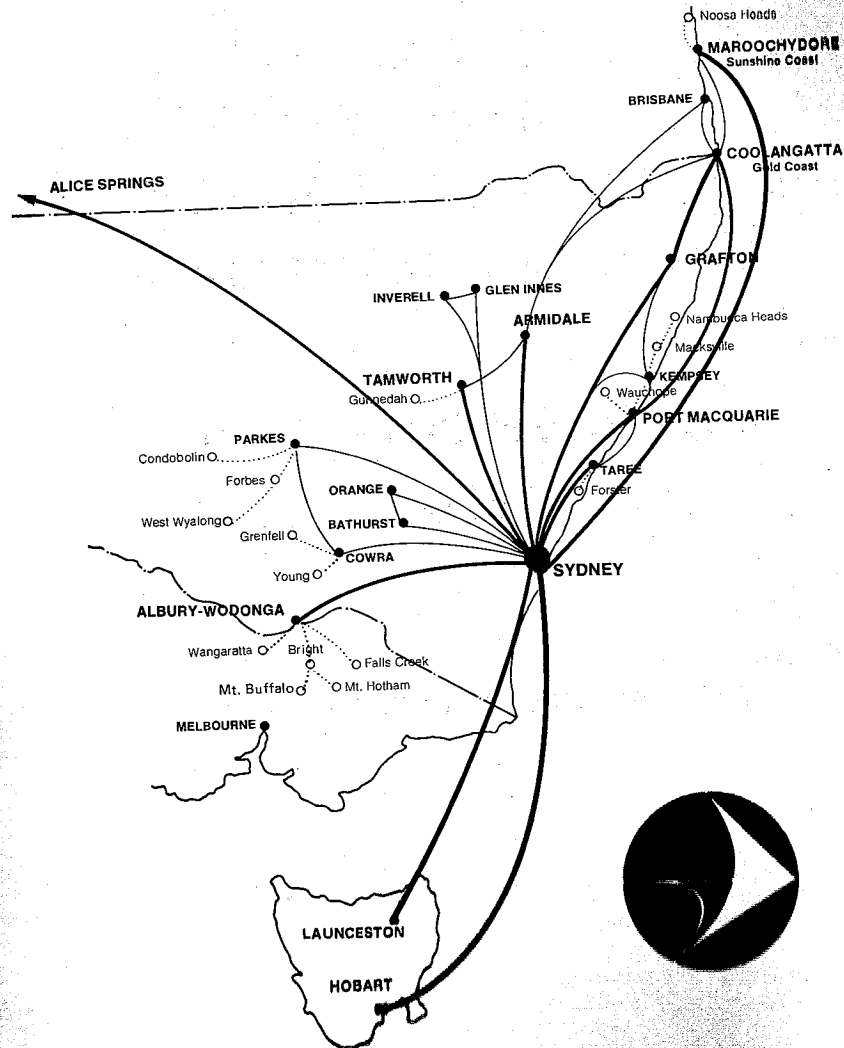 Noosa Heads
MAROOCHYDORE
Sunshine Coast
BRISBANE
COOLANGATTA
Gold Coast
ALICE SPRINGS
GRAFTON
INVERELL
GLEN INNES
ARMIDALE
Nambucca Heads
Macksville
TAMWORTH
KEMPSEY
Gunnedah
Wauchope
PORT MACQUARIE
PARKES
Condobolin
TAREE
Forbes
ORANGE
Forster
West Wyalong
BATHURST
Grenfell
COWRA
Young
SYDNEY
ALBURY-WODONGA
Wangaratta
Bright
Falls Creek
Mt. Buffalo
Mt. Hotham
MELBOURNE
LAUNCESTON
HOBART